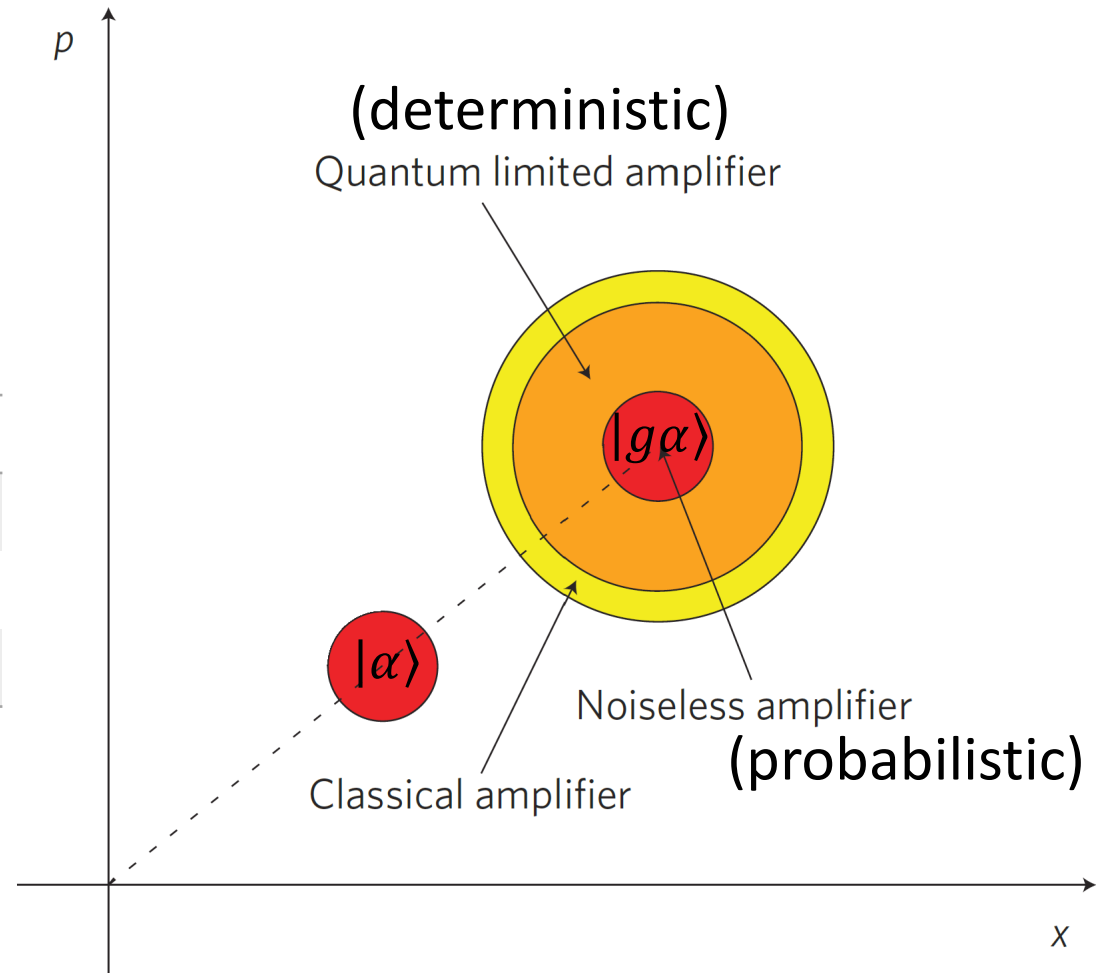 p
(deterministic)
Quantum limited amplifier
|gα⟩
|α⟩
Noiseless amplifier
(probabilistic)
Classical amplifier
x